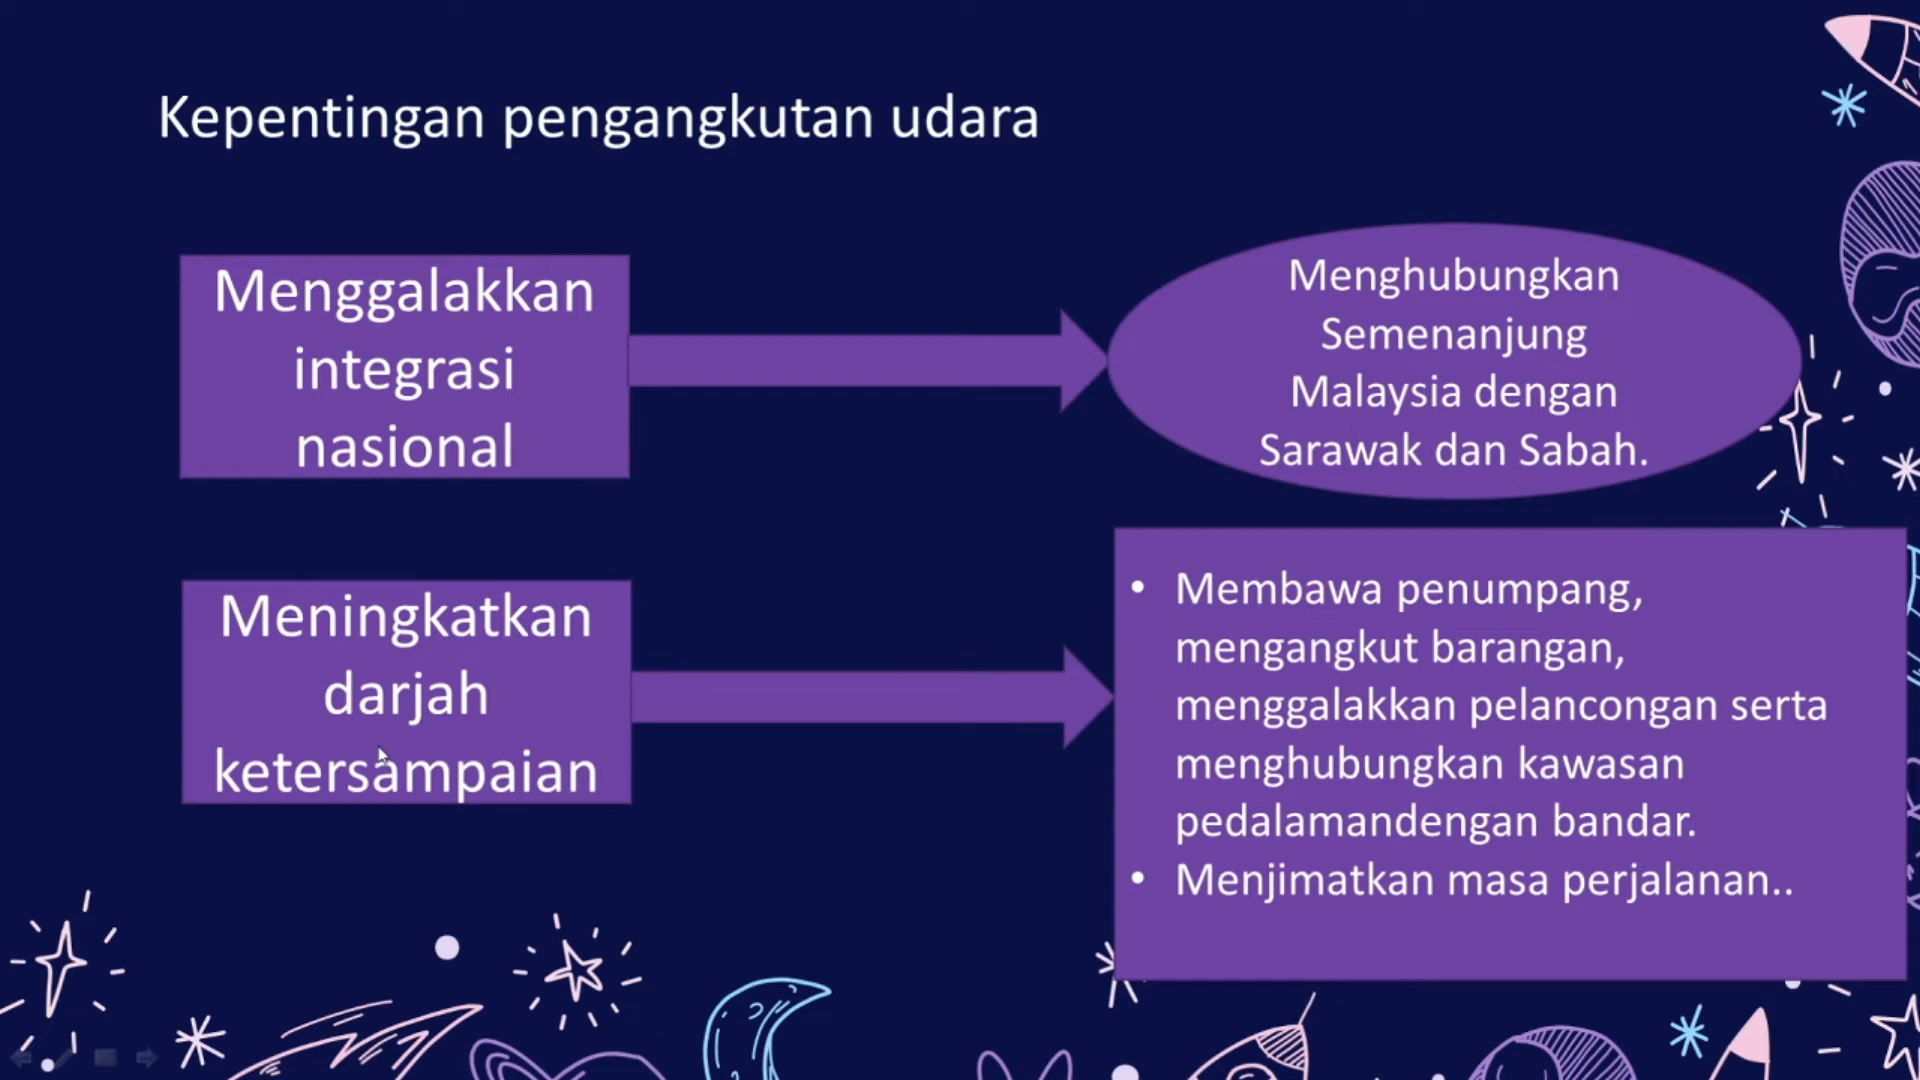 Kepentingan pengangkutan udara
Menggalakkan
integrasi
nasional
Menghubungkan
Semenanjung
Malaysia dengan
Sarawak dan Sabah.
Meningkatkan
darjah
ketersampaian
• Membawa penumpang,
mengangkut barangan,
menggalakkan pelancongan serta
menghubungkan kawasan
pedalamandengan bandar.
• Menjimatkan masa perjalanan..